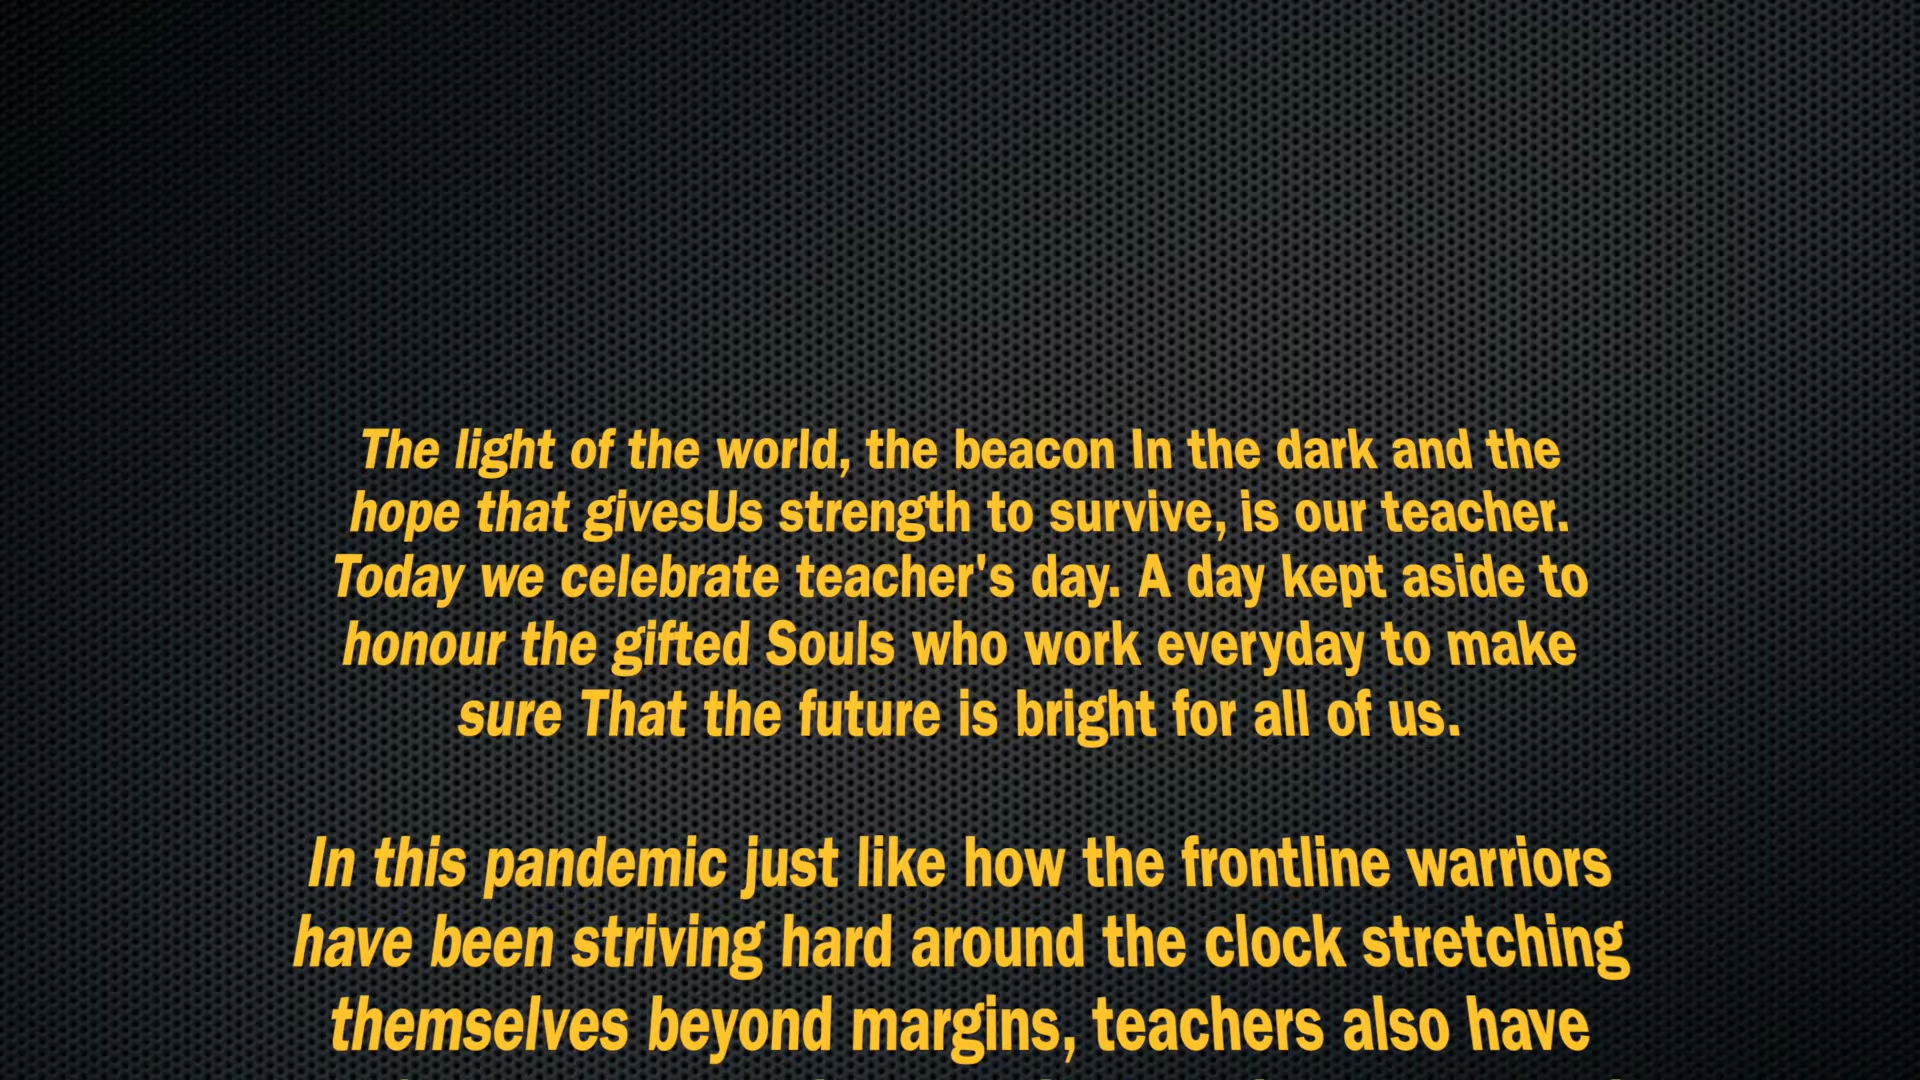 The light of the world, the beacon In the dark and the
hope that givesUs strength to survive, is our teacher.
Today we celebrate teacher's day. A day kept aside to
honour the gifted Souls who work everyday to make
sure That the future is bright for all of us.
In this pandemic just like how the frontline warriors
have been striving hard around the clock stretching
themselves beyond margins, teachers also have